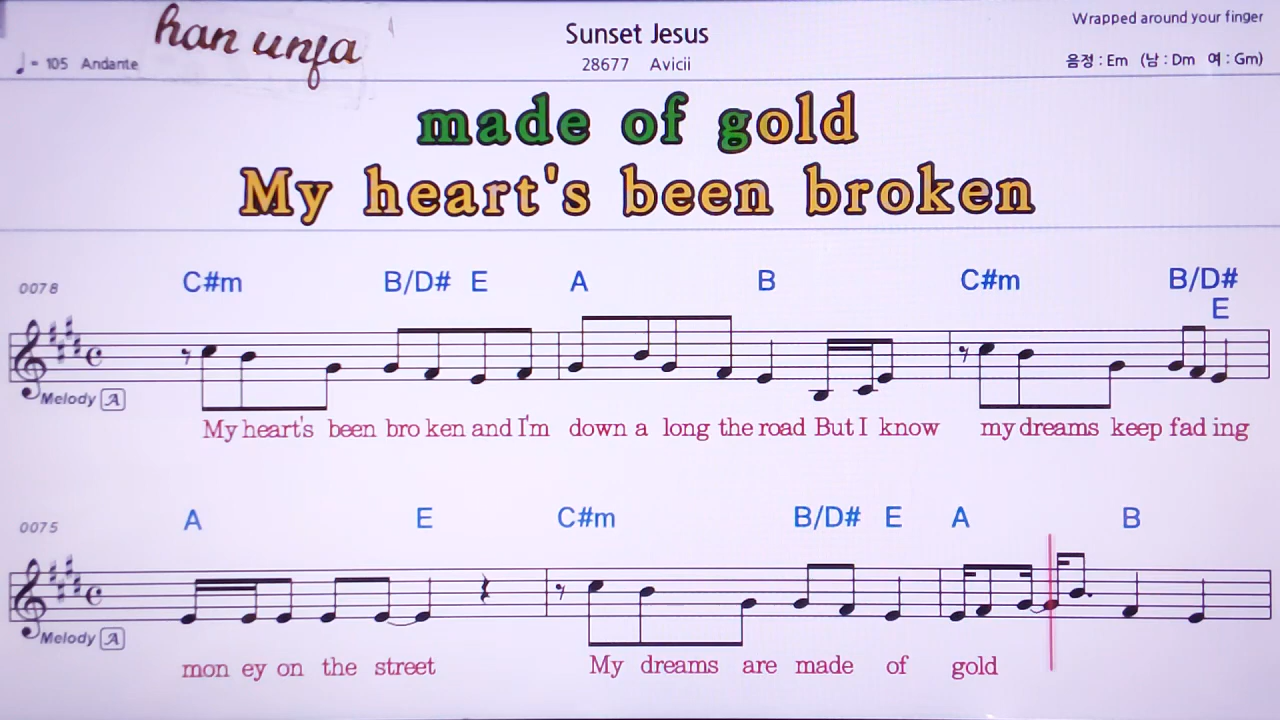 han unja
Sunset Jesus
Wrapped around your finger
♩= 105 Andante
28677 Avicii
음정 : Em (남 : Dm 여 : Gm)
made of gold
My heart's been broken
C#m B/D# E A B C#m B/D#
E
0078
Melody A
My heart's been bro ken and I'm down a long the road But I know my dreams keep fad ing
A E C#m B/D# E A B
0075
Melody A
mon ey on the street My dreams are made of gold